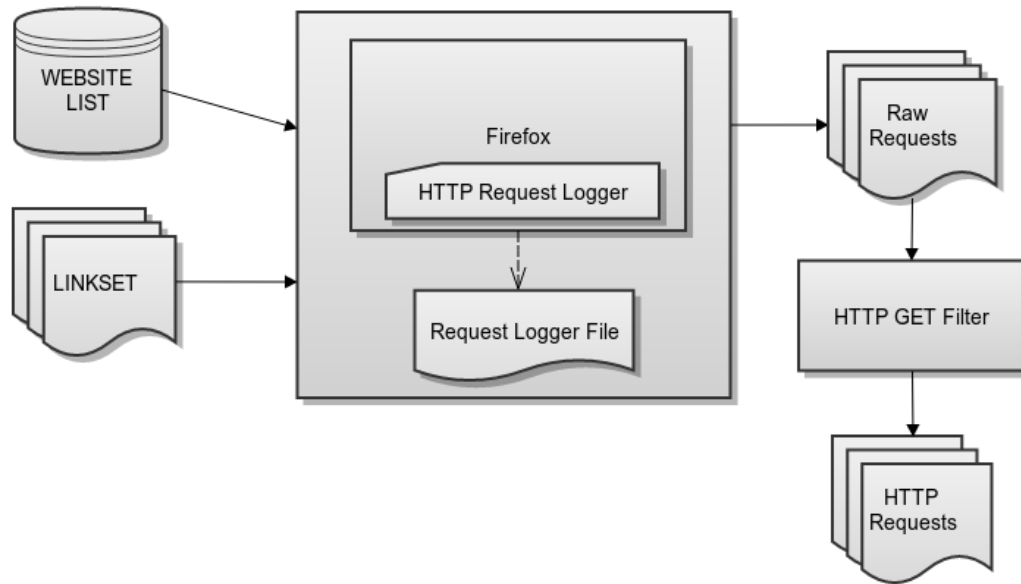 WEBSITE
LIST
LINKSET
Firefox
HTTP Request Logger
Request Logger File
Raw
Requests
HTTP GET Filter
HTTP
Requests